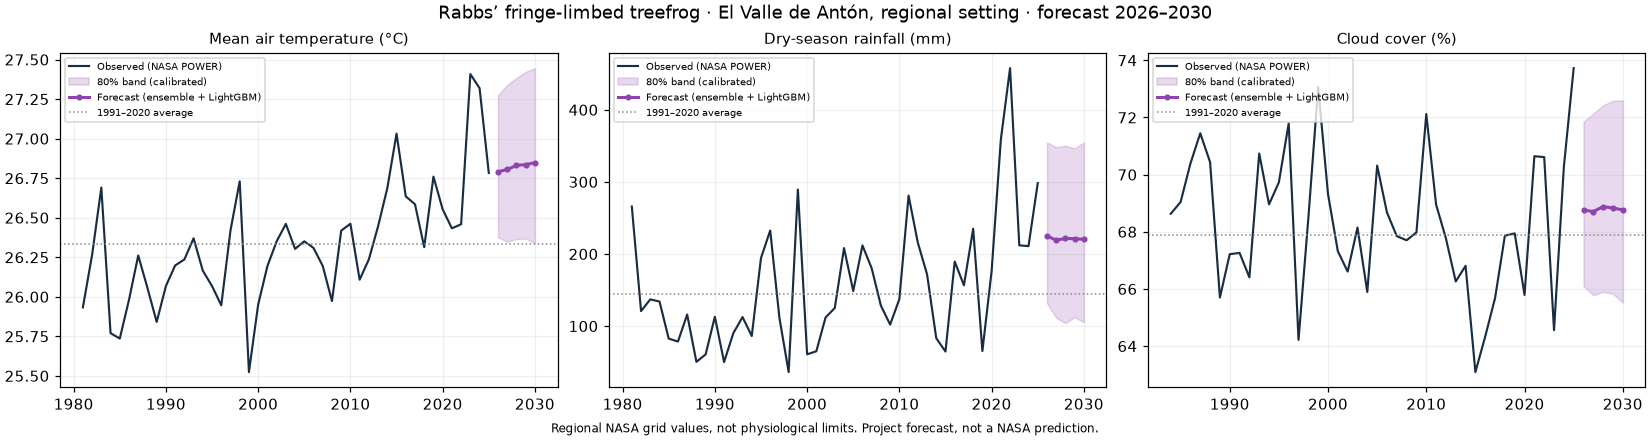 Rabbs’ fringe-limbed treefrog · El Valle de Antón, regional setting · forecast 2026–2030
Mean air temperature (°C)
27.50
27.25
27.00
26.75
26.50
26.25
26.00
25.75
25.50
Observed (NASA POWER)
80% band (calibrated)
Forecast (ensemble + LightGBM)
1991–2020 average
1980 1990 2000 2010 2020 2030
Dry-season rainfall (mm)
400
300
200
100
Observed (NASA POWER)
80% band (calibrated)
Forecast (ensemble + LightGBM)
1991–2020 average
1980 1990 2000 2010 2020 2030
Cloud cover (%)
74
72
70
68
66
64
Observed (NASA POWER)
80% band (calibrated)
Forecast (ensemble + LightGBM)
1991–2020 average
1990 2000 2010 2020 2030
Regional NASA grid values, not physiological limits. Project forecast, not a NASA prediction.